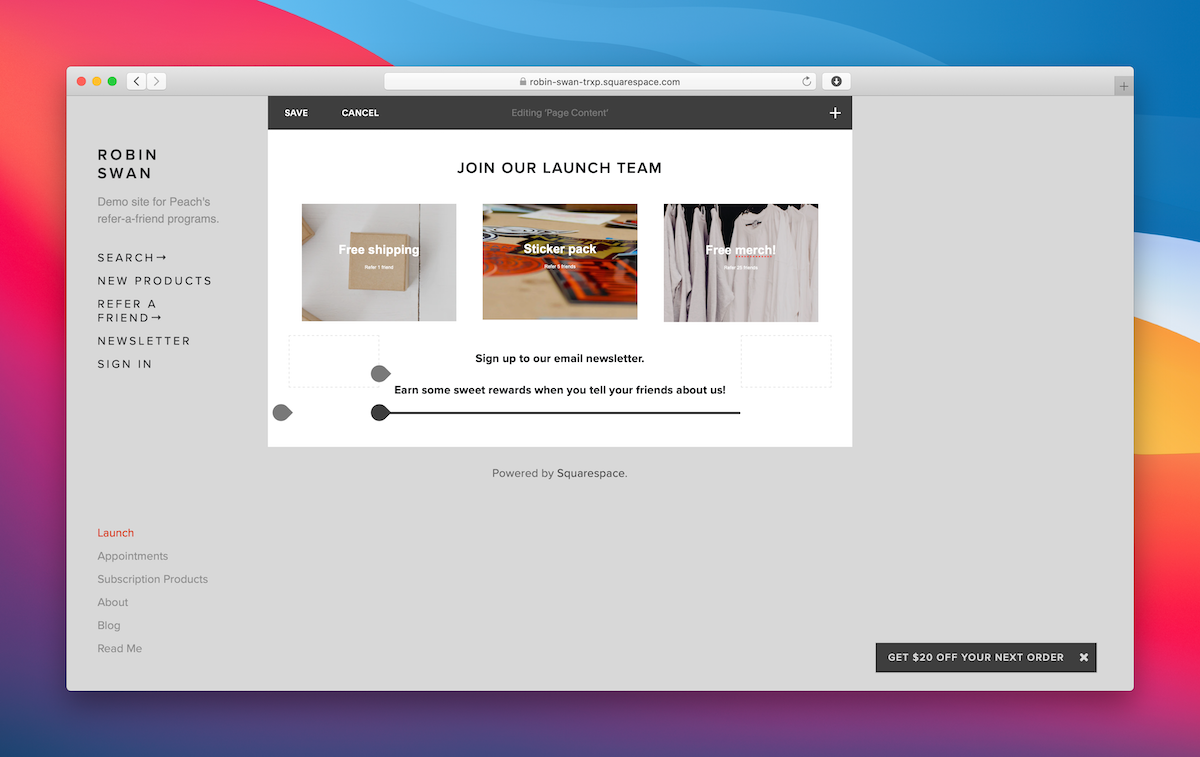 robin-swan-trxp.squarespace.com
SAVE CANCEL Editing 'Page Content'
ROBIN
SWAN
Demo site for Peach's
refer-a-friend programs.
SEARCH→
NEW PRODUCTS
REFER A
FRIEND→
NEWSLETTER
SIGN IN
JOIN OUR LAUNCH TEAM
Free shipping
Refer 1 friend
Sticker pack
Refer 5 friends
Free merch!
Refer 20 friends
Sign up to our email newsletter.
Earn some sweet rewards when you tell your friends about us!
Powered by Squarespace.
Launch
Appointments
Subscription Products
About
Blog
Read Me
GET $20 OFF YOUR NEXT ORDER